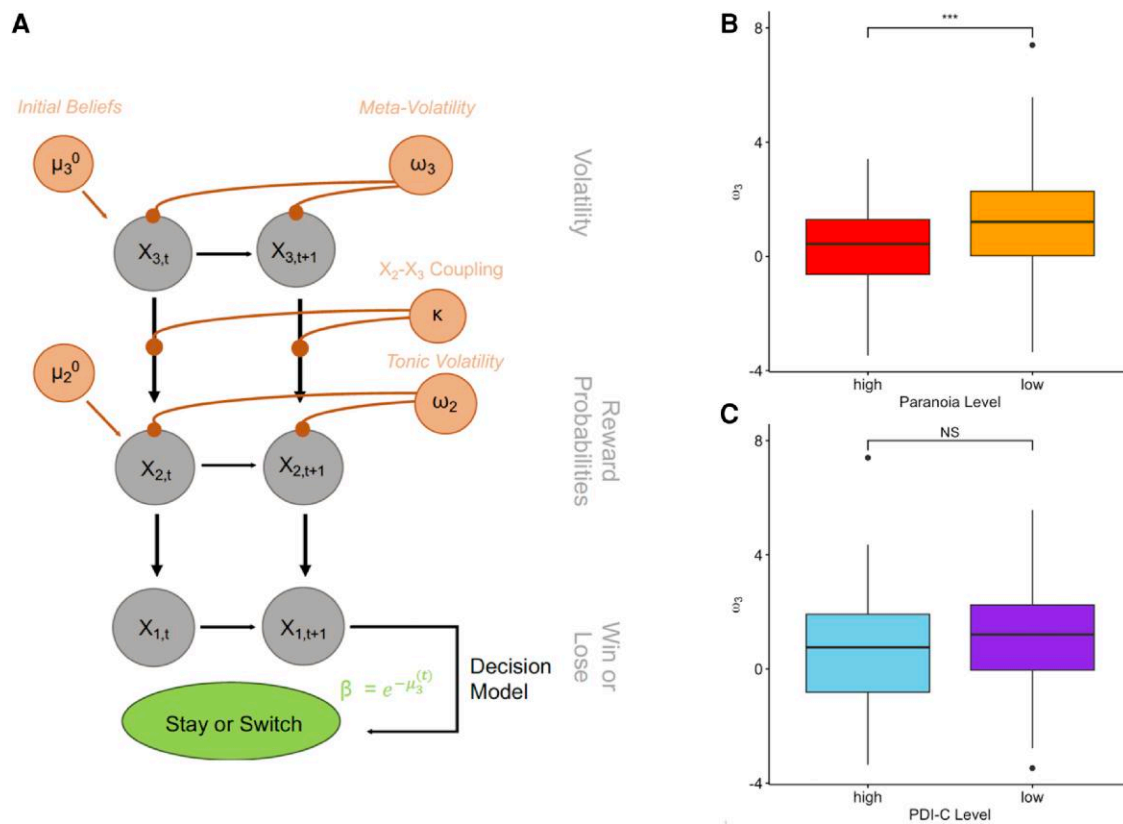 A
Initial Beliefs
Meta-Volatility
μ₃⁰
ω₃
X₃,t
X₃,t+1
Volatility
X₂-X₃ Coupling
κ
Tonic Volatility
μ₂⁰
ω₂
X₂,t
X₂,t+1
Reward
Probabilities
X₁,t
X₁,t+1
Win or
Lose
Decision
Model
β = e^{-μ₃^{(t)}}
Stay or Switch
B
***
8
4
0
-4
ω₃
high
low
Paranoia Level
C
NS
8
4
0
-4
ω₃
high
low
PDI-C Level